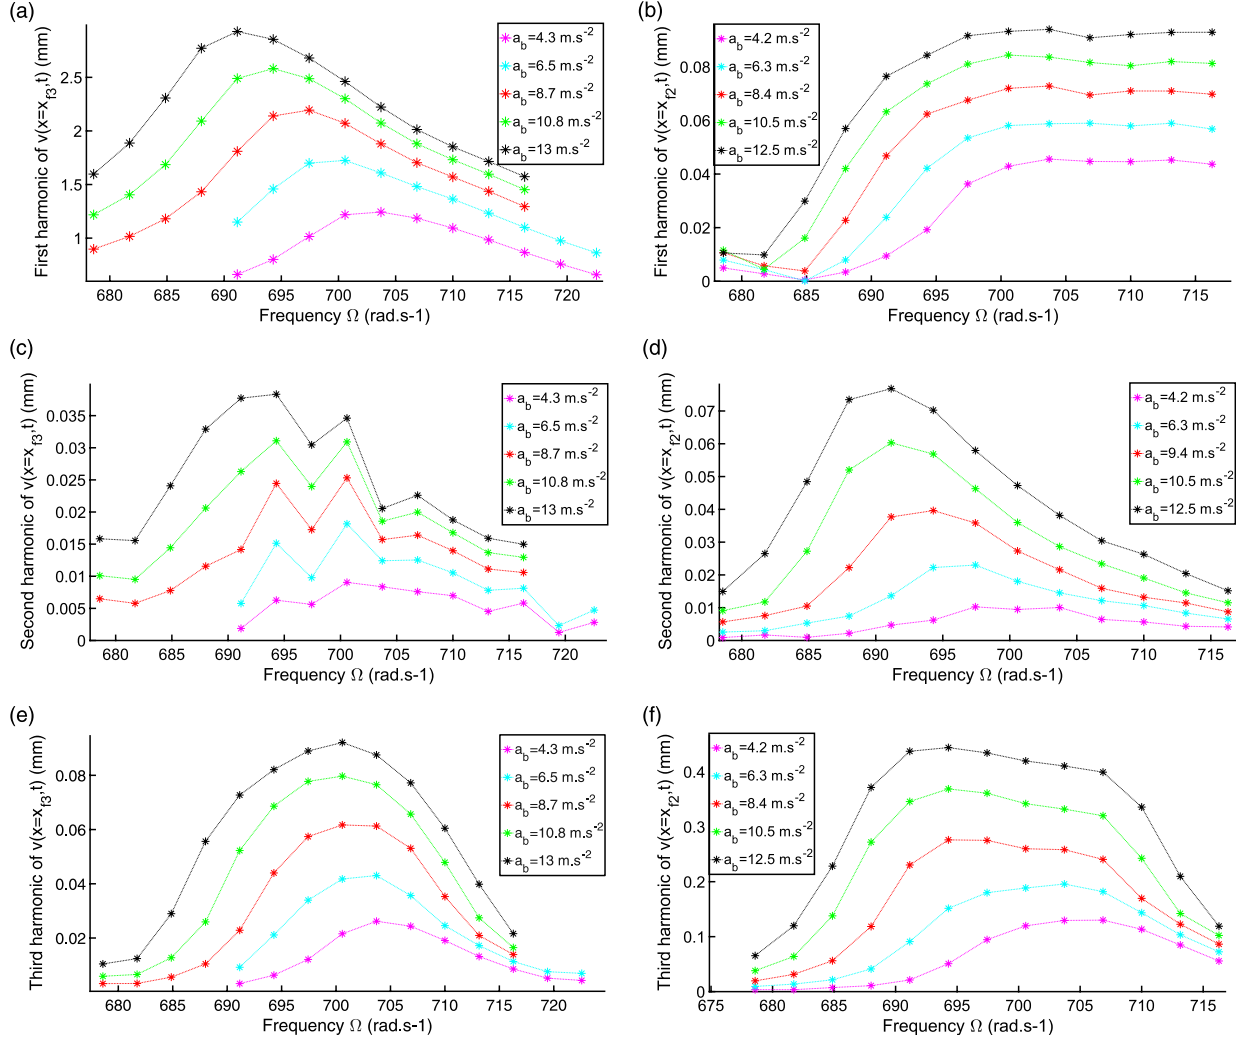 (a)
First harmonic of v(x=x_f3,t) (mm)
2.5
2
1.5
1
680 685 690 695 700 705 710 715 720
Frequency Ω (rad.s-1)
a_b=4.3 m.s^-2
a_b=6.5 m.s^-2
a_b=8.7 m.s^-2
a_b=10.8 m.s^-2
a_b=13 m.s^-2
(b)
First harmonic of v(x=x_f2,t) (mm)
0.08
0.06
0.04
0.02
0
680 685 690 695 700 705 710 715
Frequency Ω (rad.s-1)
a_b=4.2 m.s^-2
a_b=6.3 m.s^-2
a_b=8.4 m.s^-2
a_b=10.5 m.s^-2
a_b=12.5 m.s^-2
(c)
Second harmonic of v(x=x_f3,t) (mm)
0.035
0.03
0.025
0.02
0.015
0.01
0.005
0
680 685 690 695 700 705 710 715 720
Frequency Ω (rad.s-1)
a_b=4.3 m.s^-2
a_b=6.5 m.s^-2
a_b=8.7 m.s^-2
a_b=10.8 m.s^-2
a_b=13 m.s^-2
(d)
Second harmonic of v(x=x_f2,t) (mm)
0.07
0.06
0.05
0.04
0.03
0.02
0.01
0
680 685 690 695 700 705 710 715
Frequency Ω (rad.s-1)
a_b=4.2 m.s^-2
a_b=6.3 m.s^-2
a_b=9.4 m.s^-2
a_b=10.5 m.s^-2
a_b=12.5 m.s^-2
(e)
Third harmonic of v(x=x_f3,t) (mm)
0.08
0.06
0.04
0.02
680 685 690 695 700 705 710 715 720
Frequency Ω (rad.s-1)
a_b=4.3 m.s^-2
a_b=6.5 m.s^-2
a_b=8.7 m.s^-2
a_b=10.8 m.s^-2
a_b=13 m.s^-2
(f)
Third harmonic of v(x=x_f2,t) (mm)
0.4
0.3
0.2
0.1
0
675 680 685 690 695 700 705 710 715
Frequency Ω (rad.s-1)
a_b=4.2 m.s^-2
a_b=6.3 m.s^-2
a_b=8.4 m.s^-2
a_b=10.5 m.s^-2
a_b=12.5 m.s^-2